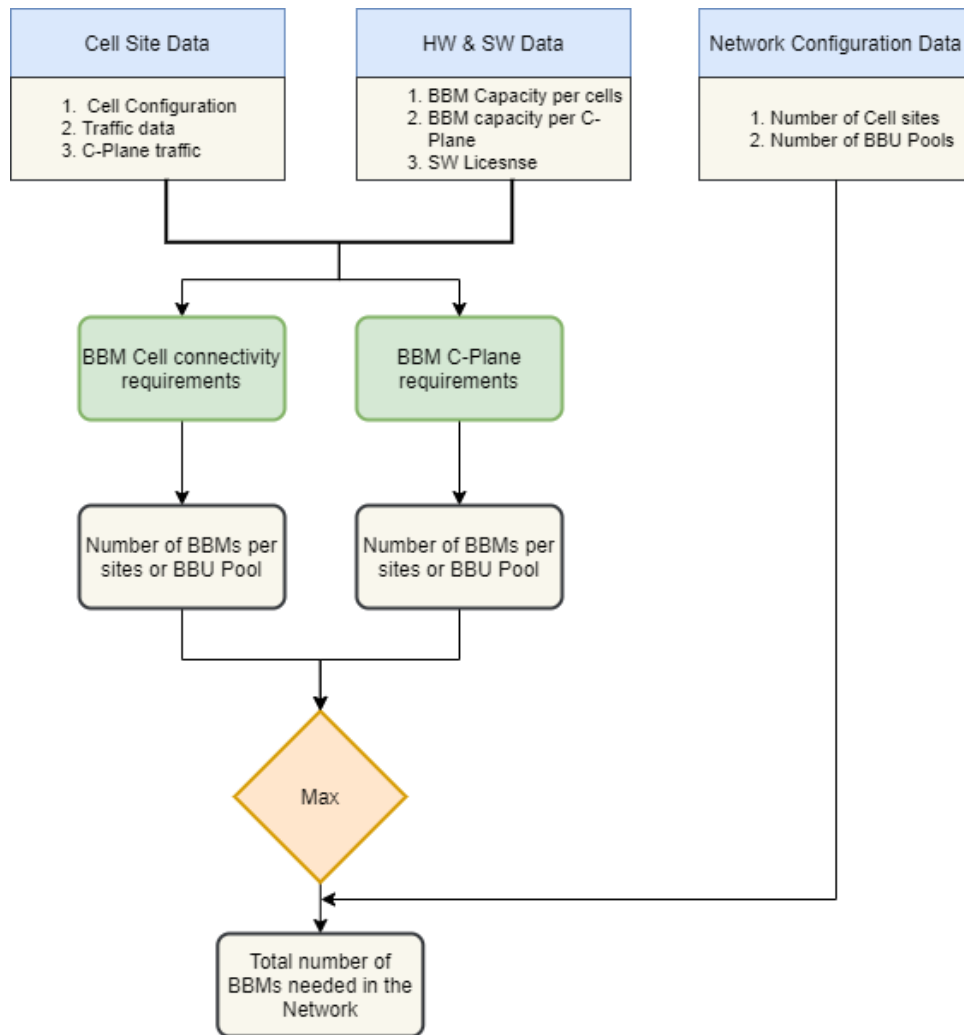 Cell Site Data
1. Cell Configuration
2. Traffic data
3. C-Plane traffic
HW & SW Data
1. BBM Capacity per cells
2. BBM capacity per C-
Plane
3. SW Licesnse
Network Configuration Data
1. Number of Cell sites
2. Number of BBU Pools
BBM Cell connectivity
requirements
BBM C-Plane
requirements
Number of BBMs per
sites or BBU Pool
Number of BBMs per
sites or BBU Pool
Max
Total number of
BBMs needed in the
Network